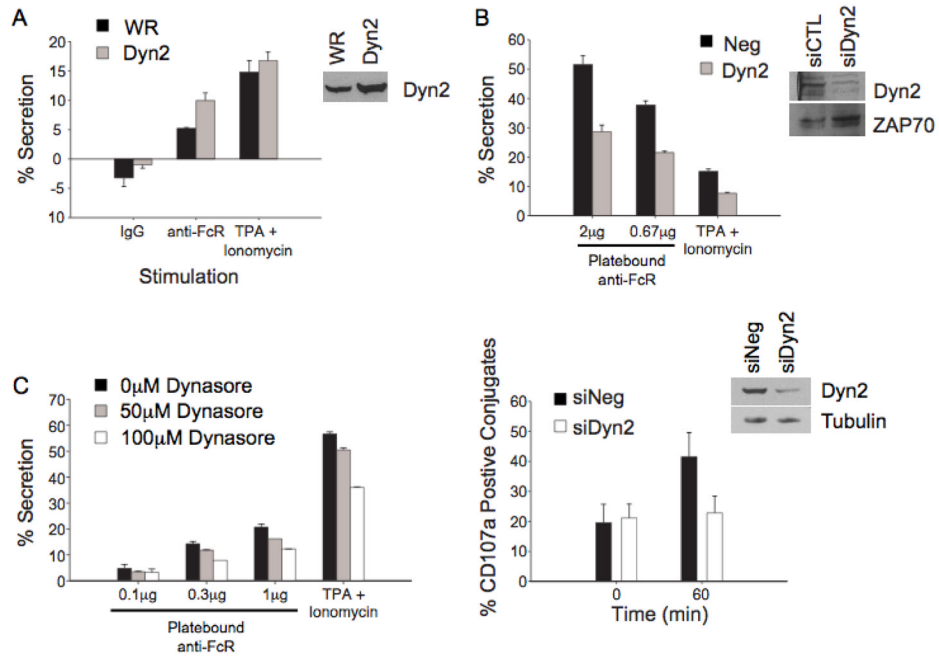 A
WR
Dyn2
% Secretion
20
15
10
5
0
-5
10
IgG
anti-FcR
TPA +
Ionomycin
Stimulation
WR
Dyn2
Dyn2
B
Neg
Dyn2
% Secretion
60
50
40
30
20
10
0
2µg
0.67µg
TPA +
Ionomycin
Platebound
anti-FcR
siCTL
siDyn2
Dyn2
ZAP70
C
0µM Dynasore
50µM Dynasore
100µM Dynasore
% Secretion
70
60
50
40
30
20
10
0
0.1µg
0.3µg
1µg
TPA +
Ionomycin
Platebound
anti-FcR
siNeg
siDyn2
% CD107a Postive Conjugates
60
50
40
30
20
10
0
0
60
Time (min)
siNeg
siDyn2
Dyn2
Tubulin